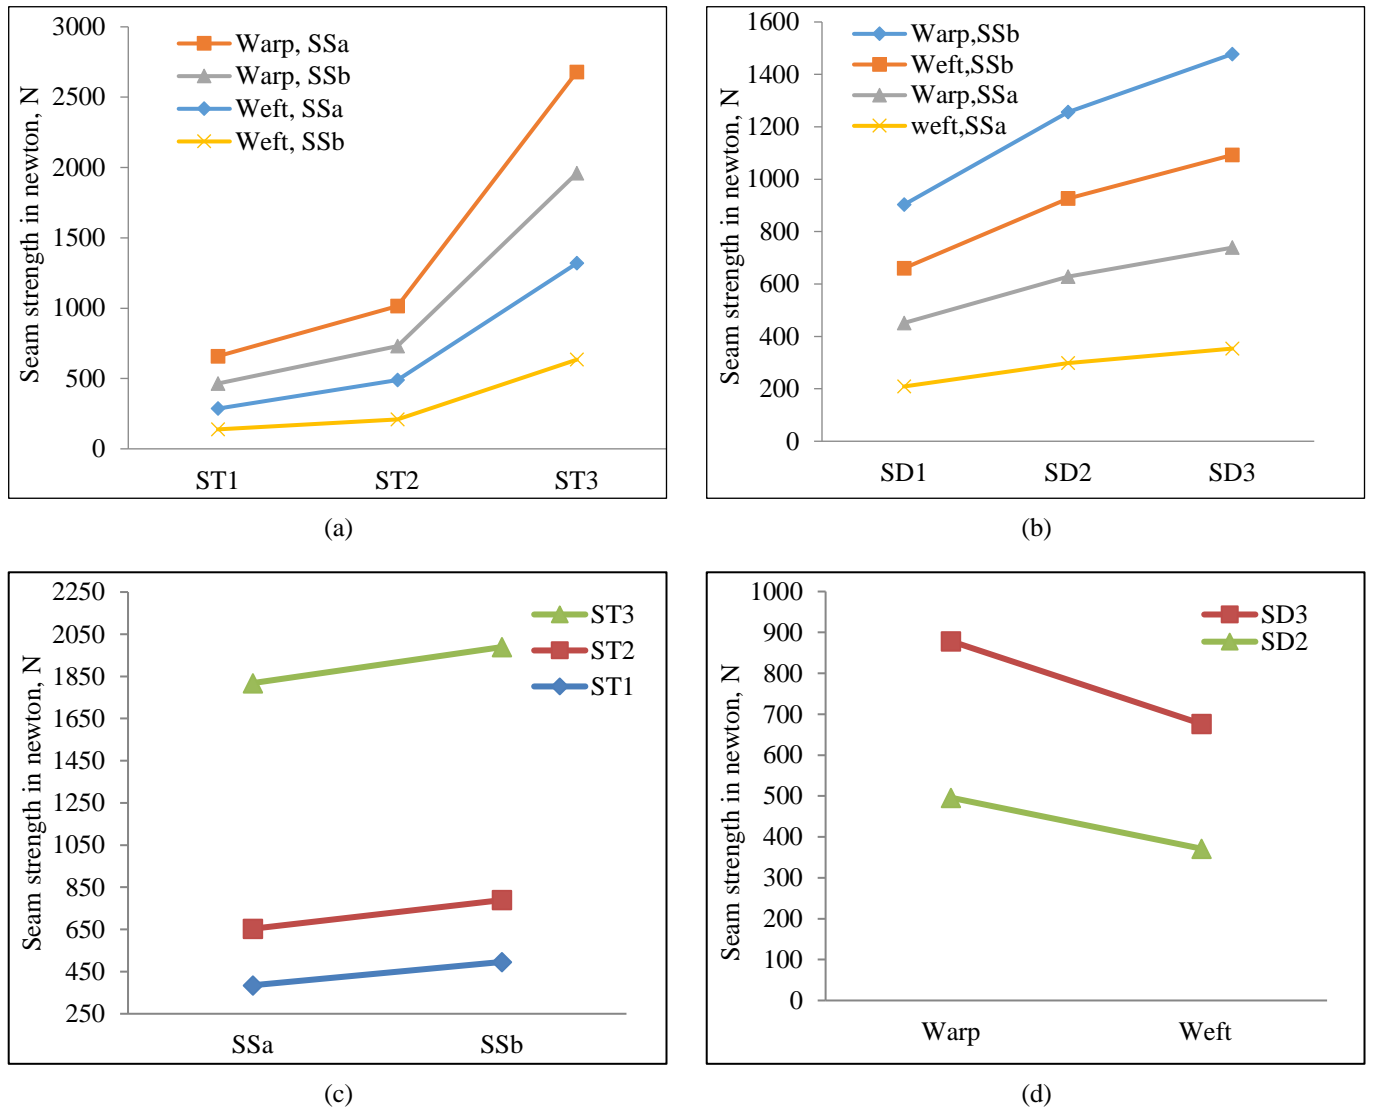 Seam strength in newton, N
3000
2500
2000
1500
1000
500
0
Warp, SSa
Warp, SSb
Weft, SSa
Weft, SSb
ST1 ST2 ST3
(a)
Seam strength in newton, N
1600
1400
1200
1000
800
600
400
200
0
Warp,SSb
Weft,SSb
Warp,SSa
weft,SSa
SD1 SD2 SD3
(b)
Seam strength in newton, N
2250
2050
1850
1650
1450
1250
1050
850
650
450
250
ST3
ST2
ST1
SSa SSb
(c)
Seam strength in newton, N
1000
900
800
700
600
500
400
300
200
100
0
SD3
SD2
Warp Weft
(d)